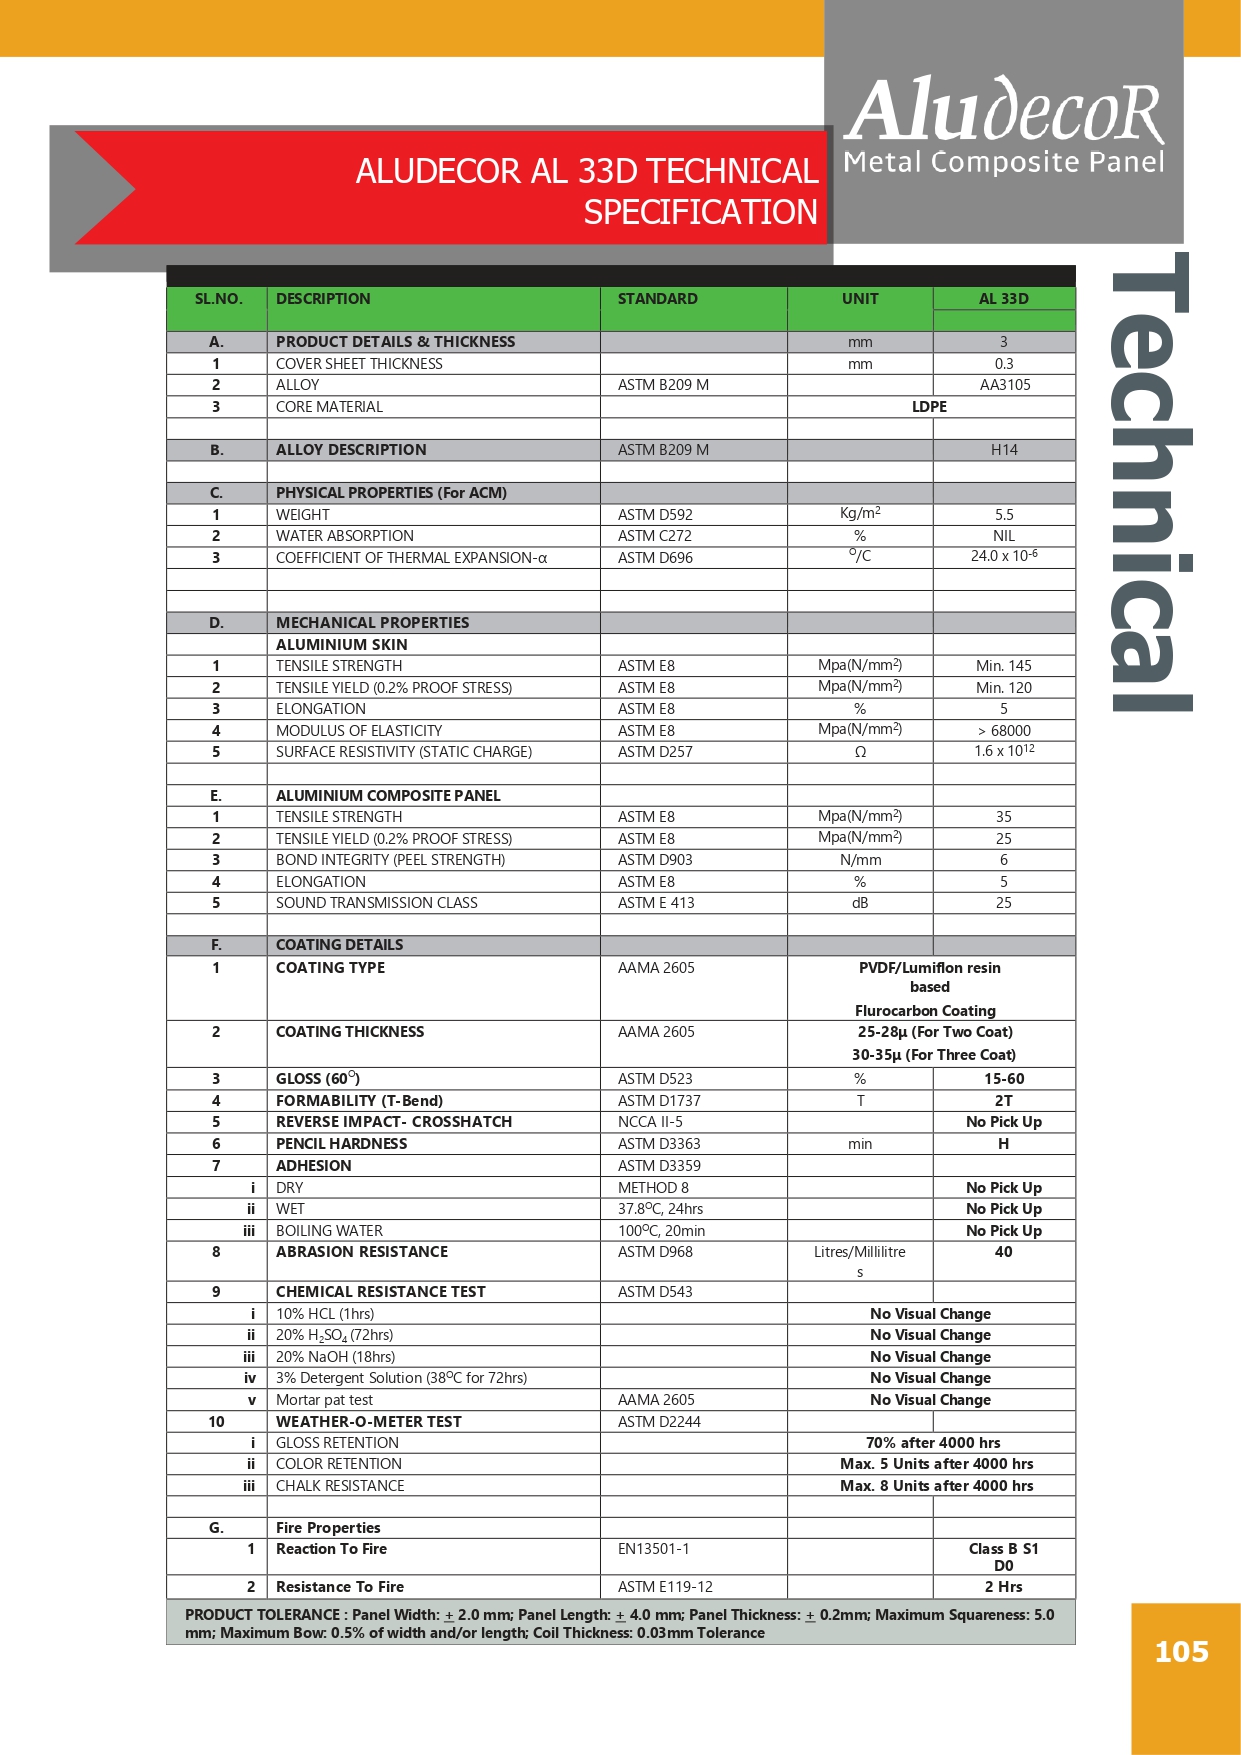 AludecoR
Metal Composite Panel
ALUDECOR AL 33D TECHNICAL
SPECIFICATION
Technical
SL.NO. DESCRIPTION STANDARD UNIT AL 33D
A. PRODUCT DETAILS & THICKNESS mm 3
1 COVER SHEET THICKNESS mm 0.3
2 ALLOY ASTM B209 M AA3105
3 CORE MATERIAL LDPE
B. ALLOY DESCRIPTION ASTM B209 M H14
C. PHYSICAL PROPERTIES (For ACM)
1 WEIGHT ASTM D592 Kg/m² 5.5
2 WATER ABSORPTION ASTM C272 % NIL
3 COEFFICIENT OF THERMAL EXPANSION-α ASTM D696 ᴼ/C 24.0 x 10⁻⁶
D. MECHANICAL PROPERTIES
ALUMINIUM SKIN
1 TENSILE STRENGTH ASTM E8 Mpa(N/mm²) Min. 145
2 TENSILE YIELD (0.2% PROOF STRESS) ASTM E8 Mpa(N/mm²) Min. 120
3 ELONGATION ASTM E8 % 5
4 MODULUS OF ELASTICITY ASTM E8 Mpa(N/mm²) > 68000
5 SURFACE RESISTIVITY (STATIC CHARGE) ASTM D257 Ω 1.6 x 10¹²
E. ALUMINIUM COMPOSITE PANEL
1 TENSILE STRENGTH ASTM E8 Mpa(N/mm²) 35
2 TENSILE YIELD (0.2% PROOF STRESS) ASTM E8 Mpa(N/mm²) 25
3 BOND INTEGRITY (PEEL STRENGTH) ASTM D903 N/mm 6
4 ELONGATION ASTM E8 % 5
5 SOUND TRANSMISSION CLASS ASTM E 413 dB 25
F. COATING DETAILS
1 COATING TYPE AAMA 2605 PVDF/Lumiflon resin
based
Flurocarbon Coating
2 COATING THICKNESS AAMA 2605 25-28µ (For Two Coat)
30-35µ (For Three Coat)
3 GLOSS (60ᴼ) ASTM D523 % 15-60
4 FORMABILITY (T-Bend) ASTM D1737 T 2T
5 REVERSE IMPACT- CROSSHATCH NCCA II-5 No Pick Up
6 PENCIL HARDNESS ASTM D3363 min H
7 ADHESION ASTM D3359
i DRY METHOD 8 No Pick Up
ii WET 37.8ᴼC, 24hrs No Pick Up
iii BOILING WATER 100ᴼC, 20min No Pick Up
8 ABRASION RESISTANCE ASTM D968 Litres/Millilitre 40
s
9 CHEMICAL RESISTANCE TEST ASTM D543
i 10% HCL (1hrs) No Visual Change
ii 20% H₂SO₄ (72hrs) No Visual Change
iii 20% NaOH (18hrs) No Visual Change
iv 3% Detergent Solution (38ᴼC for 72hrs) No Visual Change
v Mortar pat test AAMA 2605 No Visual Change
10 WEATHER-O-METER TEST ASTM D2244
i GLOSS RETENTION 70% after 4000 hrs
ii COLOR RETENTION Max. 5 Units after 4000 hrs
iii CHALK RESISTANCE Max. 8 Units after 4000 hrs
G. Fire Properties
1 Reaction To Fire EN13501-1 Class B S1
D0
2 Resistance To Fire ASTM E119-12 2 Hrs
PRODUCT TOLERANCE : Panel Width: ± 2.0 mm; Panel Length: ± 4.0 mm; Panel Thickness: ± 0.2mm; Maximum Squareness: 5.0
mm; Maximum Bow: 0.5% of width and/or length; Coil Thickness: 0.03mm Tolerance
105